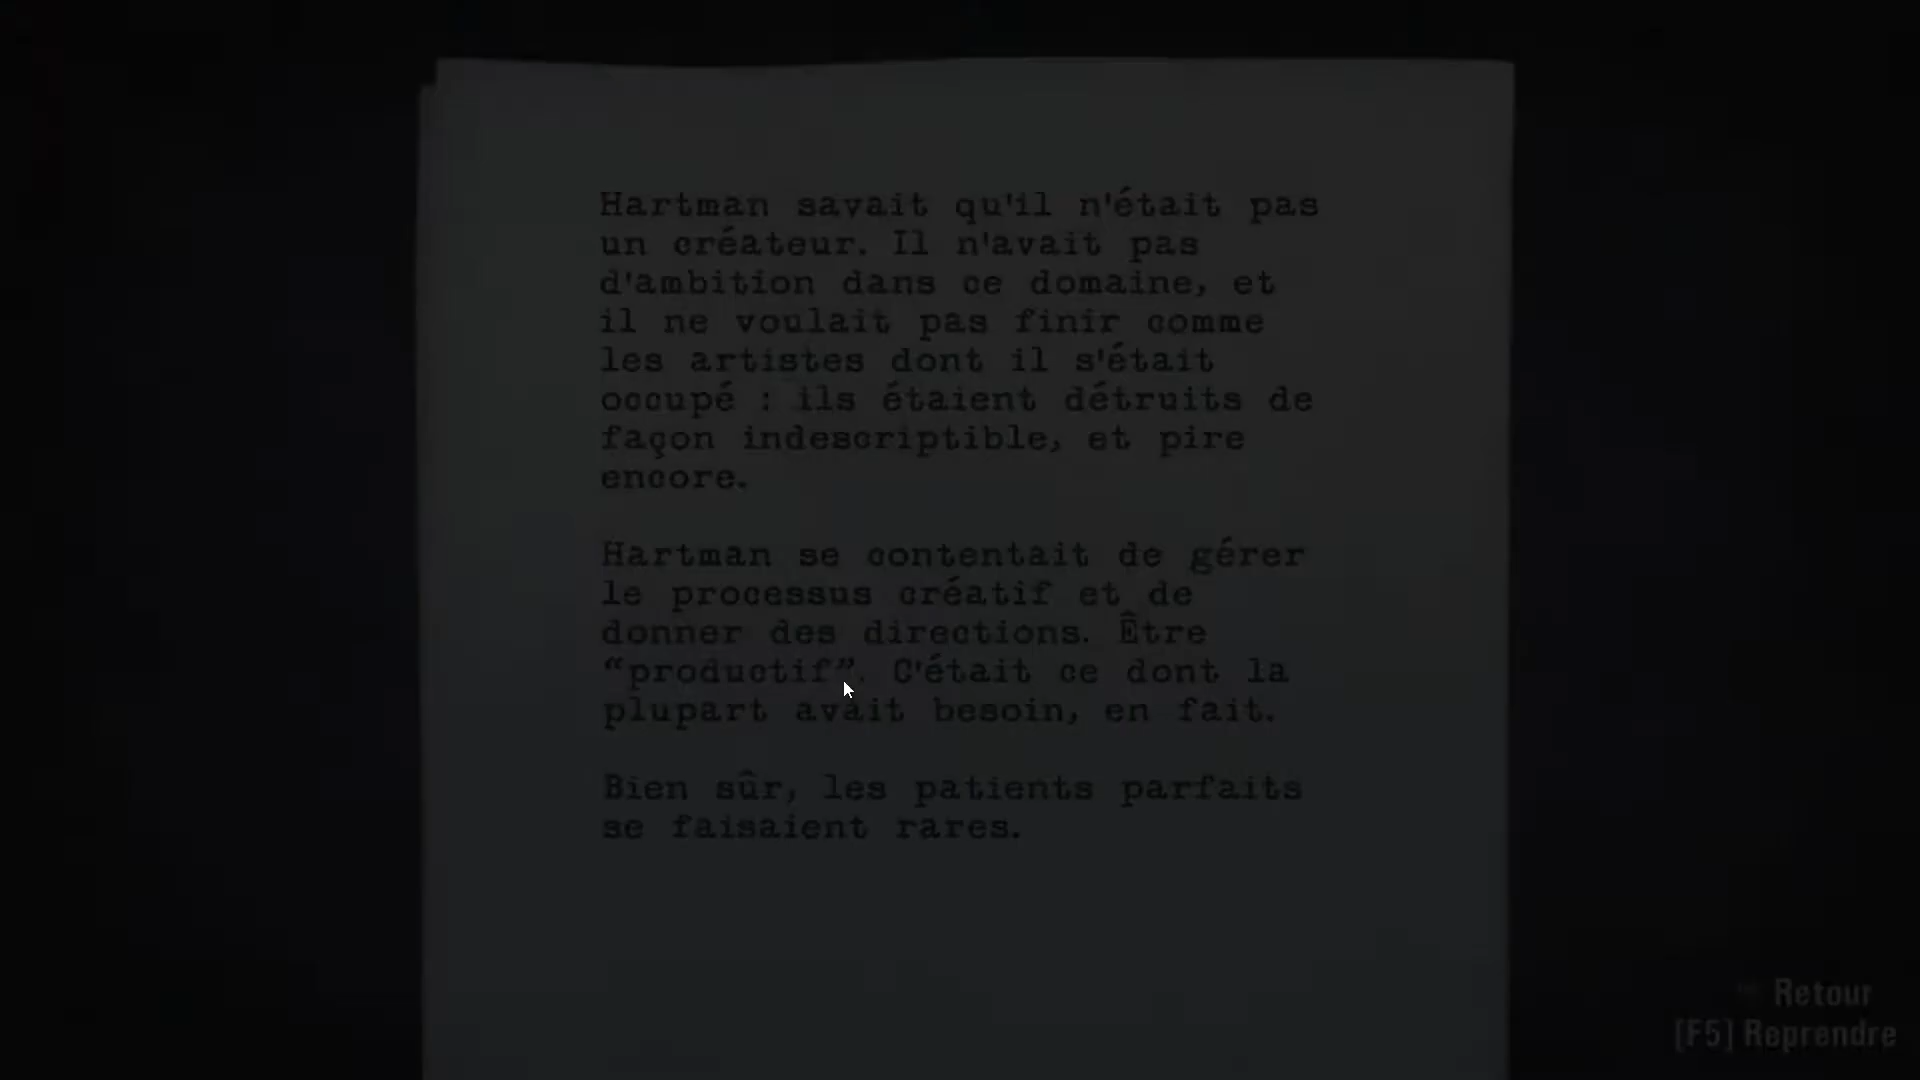 Hartman savait qu'il n'était pas
un créateur. Il n'avait pas
d'ambition dans ce domaine, et
il ne voulait pas finir comme
les artistes dont il s'était
occupé : ils étaient détruits de
façon indescriptible, et pire
encore.
Hartman se contentait de gérer
le processus créatif et de
donner des directions. Être
“productif”. C'était ce dont la
plupart avait besoin, en fait.
Bien sûr, les patients parfaits
se faisaient rares.
Retour
[F5] Reprendre